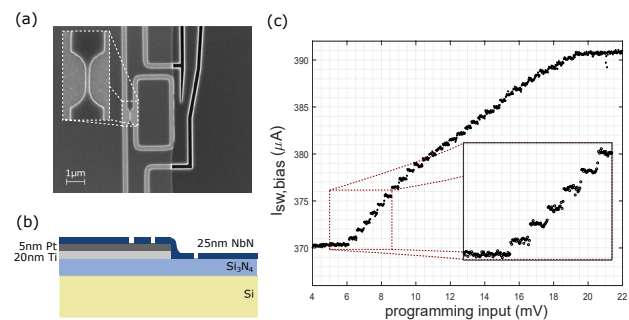 (a)
1μm
(b)
5nm Pt
20nm Ti
25nm NbN
Si3N4
Si
(c)
390
385
380
375
370
365
I_SW,bias (μA)
4 6 8 10 12 14 16 18 20 22
programming input (mV)